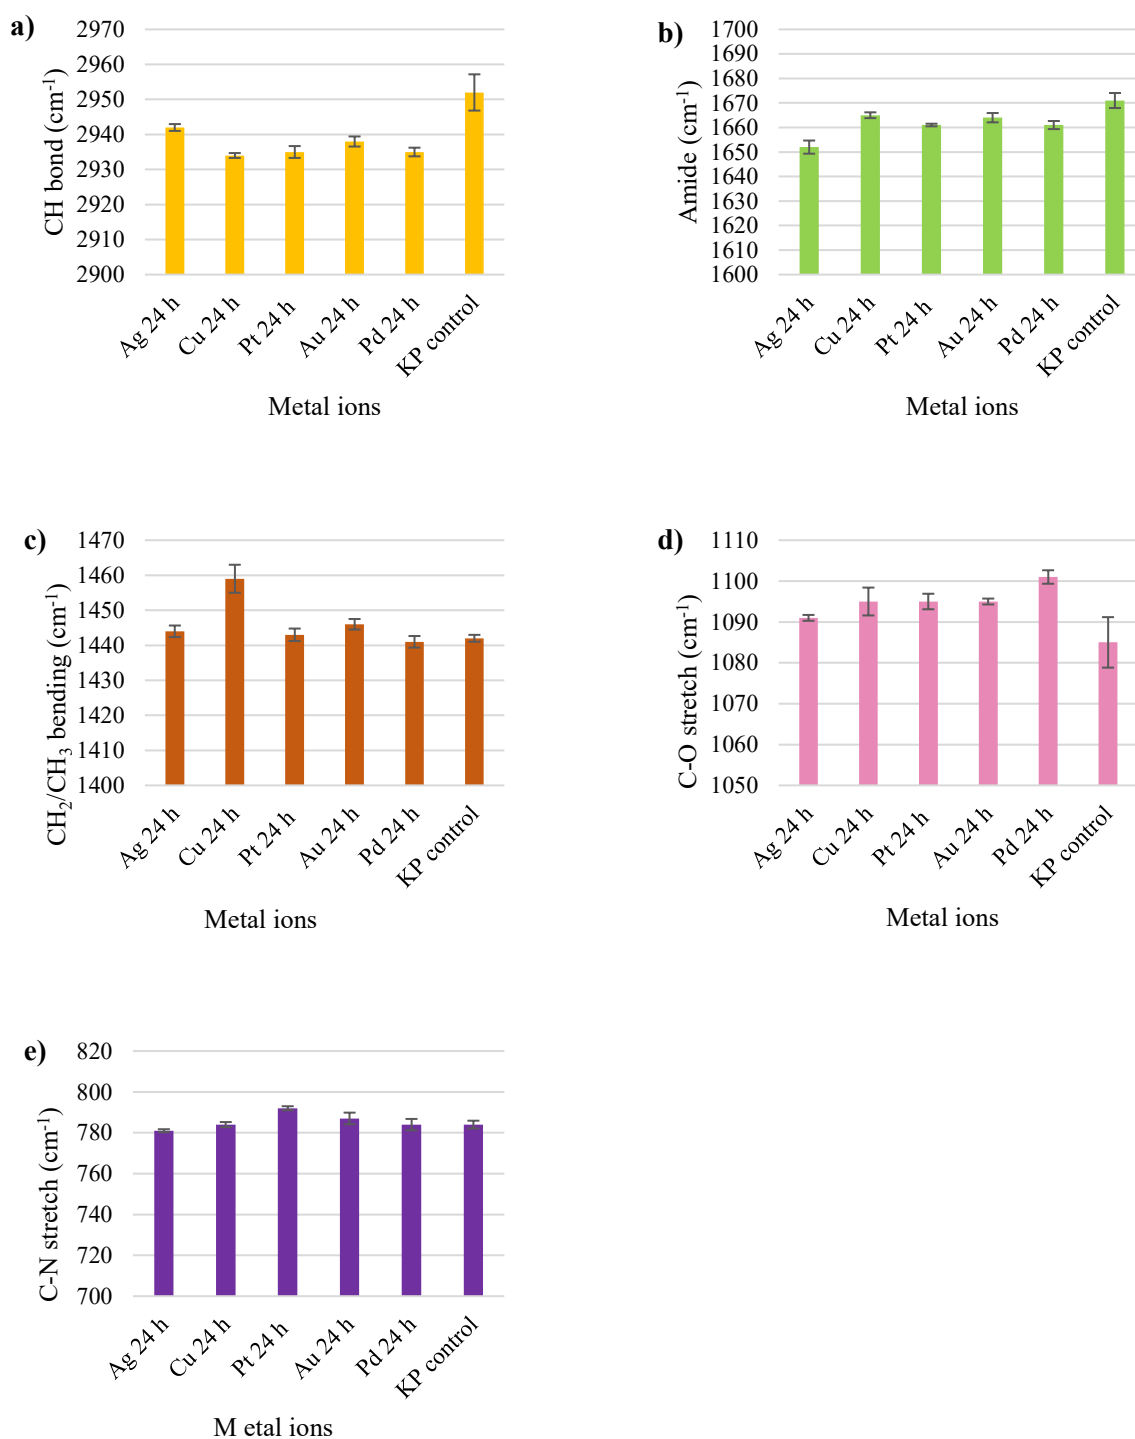 a)
CH bond (cm⁻¹)
2970
2960
2950
2940
2930
2920
2910
2900
Ag 24 h
Cu 24 h
Pt 24 h
Au 24 h
Pd 24 h
KP control
Metal ions
b)
Amide (cm⁻¹)
1700
1690
1680
1670
1660
1650
1640
1630
1620
1610
1600
Ag 24 h
Cu 24 h
Pt 24 h
Au 24 h
Pd 24 h
KP control
Metal ions
c)
CH₂/CH₃ bending (cm⁻¹)
1470
1460
1450
1440
1430
1420
1410
1400
Ag 24 h
Cu 24 h
Pt 24 h
Au 24 h
Pd 24 h
KP control
Metal ions
d)
C-O stretch (cm⁻¹)
1110
1100
1090
1080
1070
1060
1050
Ag 24 h
Cu 24 h
Pt 24 h
Au 24 h
Pd 24 h
KP control
Metal ions
e)
C-N stretch (cm⁻¹)
820
800
780
760
740
720
700
Ag 24 h
Cu 24 h
Pt 24 h
Au 24 h
Pd 24 h
KP control
M etal ions